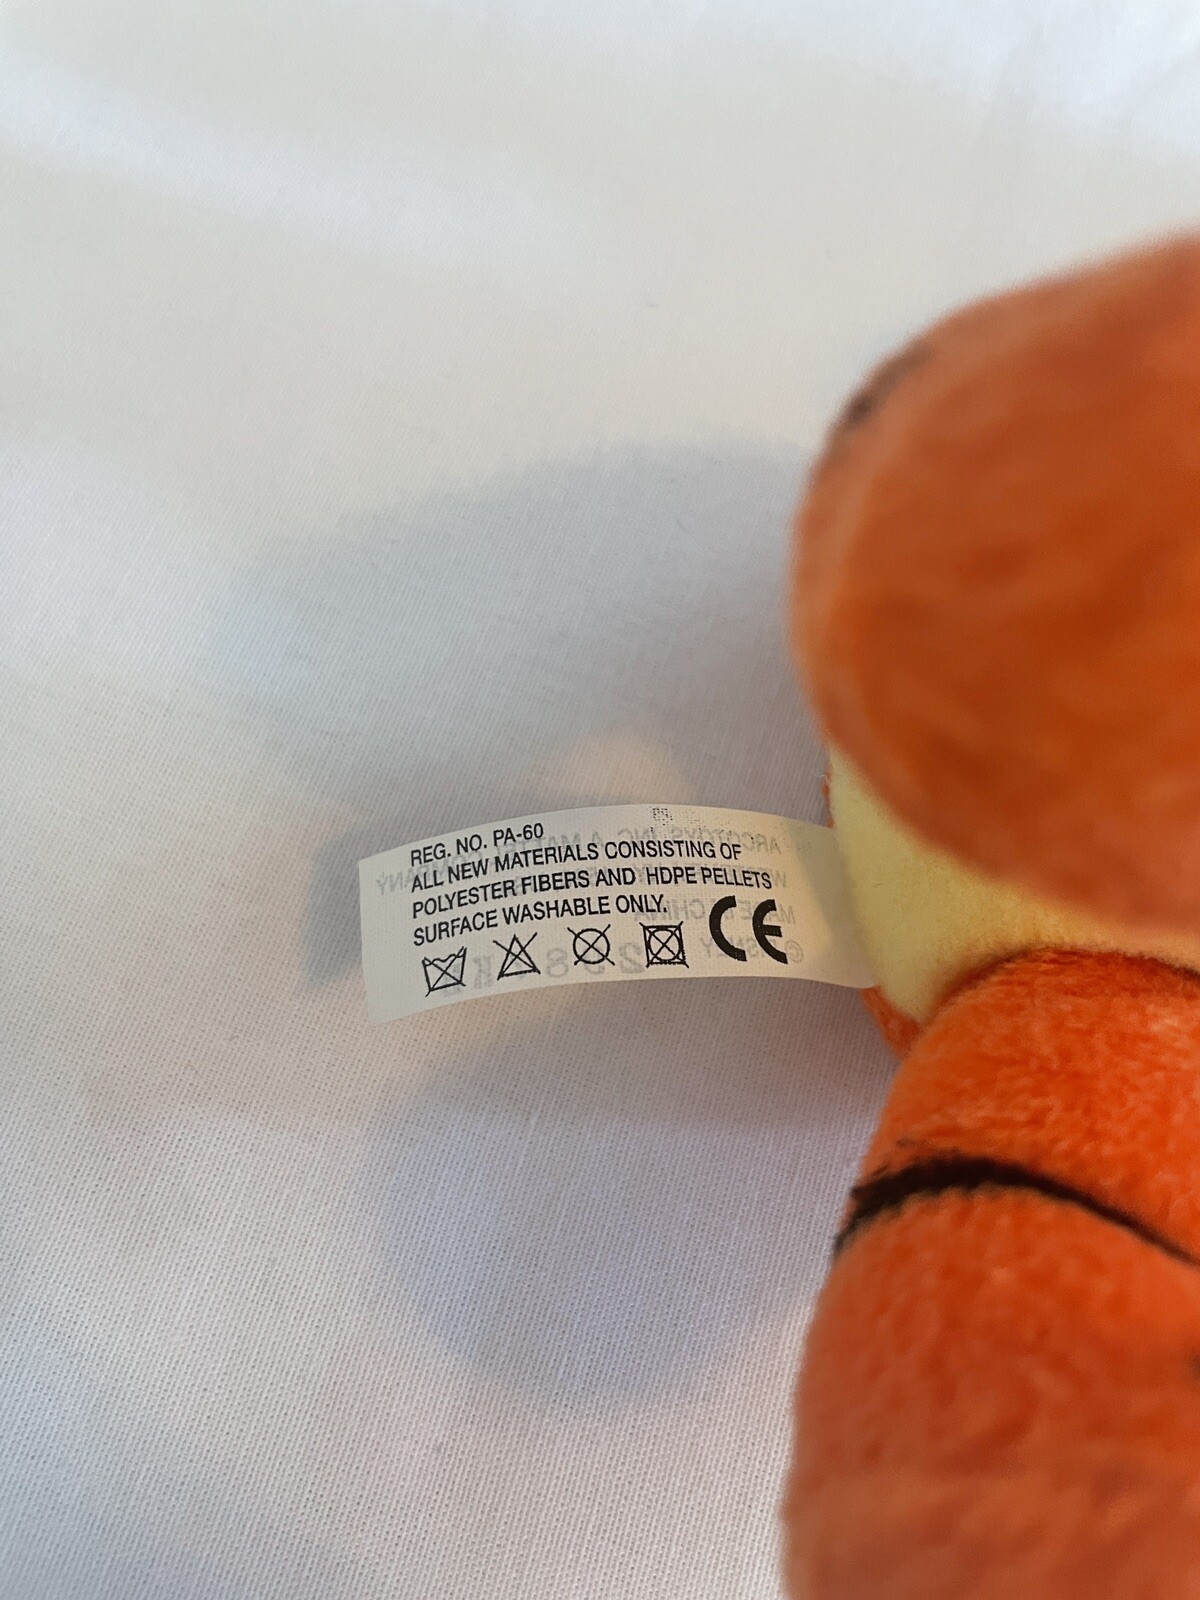 REG. NO. PA-60
ALL NEW MATERIALS CONSISTING OF
POLYESTER FIBERS AND HDPE PELLETS
SURFACE WASHABLE ONLY.
CE